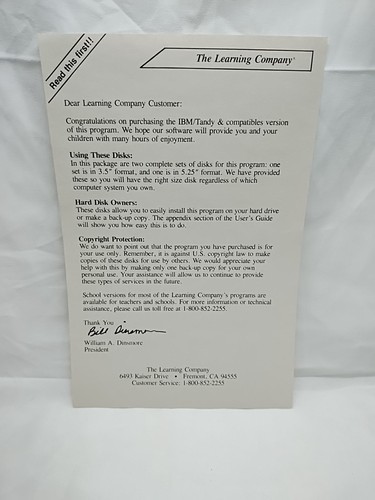 Read this first!!
The Learning Company®
Dear Learning Company Customer:
Congratulations on purchasing the IBM/Tandy & compatibles version
of this program. We hope our software will provide you and your
children with many hours of enjoyment.
Using These Disks:
In this package are two complete sets of disks for this program: one
set is in 3.5" format, and one is in 5.25" format. We have provided
these so you will have the right size disk regardless of which
computer system you own.
Hard Disk Owners:
These disks allow you to easily install this program on your hard drive
or make a back-up copy. The appendix section of the User's Guide
will show you how easy this is to do.
Copyright Protection:
We do want to point out that the program you have purchased is for
your use only. Remember, it is against U.S. copyright law to make
copies of these disks for use by others. We would appreciate your
help with this by making only one back-up copy for your own
personal use. Your assistance will allow us to continue to provide
these types of services in the future.
School versions for most of the Learning Company's programs are
available for teachers and schools. For more information or technical
assistance, please call us toll free at 1-800-852-2255.
Thank You
Bill Dinsmore
William A. Dinsmore
President
The Learning Company
6493 Kaiser Drive • Fremont, CA 94555
Customer Service: 1-800-852-2255